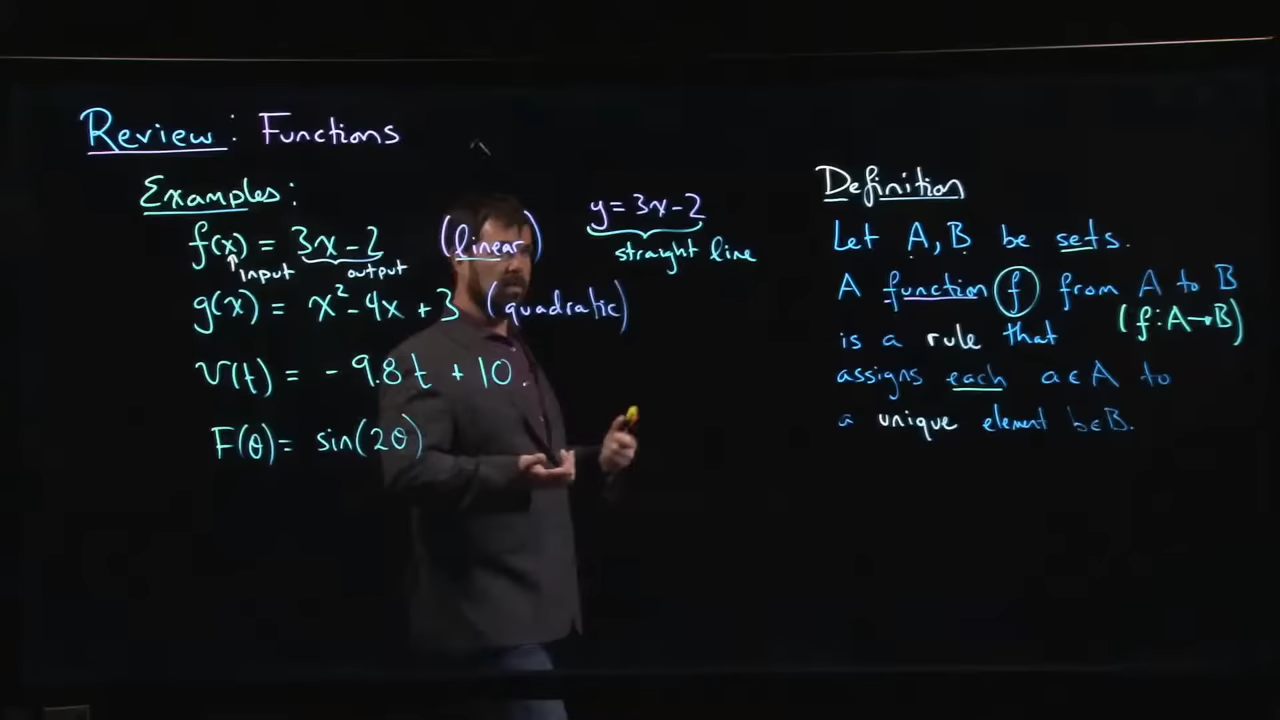 Review: Functions
Examples:
f(x) = 3x-2 (linear)
input output
y=3x-2
straight line
g(x) = x²-4x+3 (quadratic)
v(t) = -9.8t+10
F(θ)= sin(2θ)
Definition
Let A,B be sets.
A function f from A to B
(f:A→B)
is a rule that
assigns each a∈A to
a unique element b∈B.